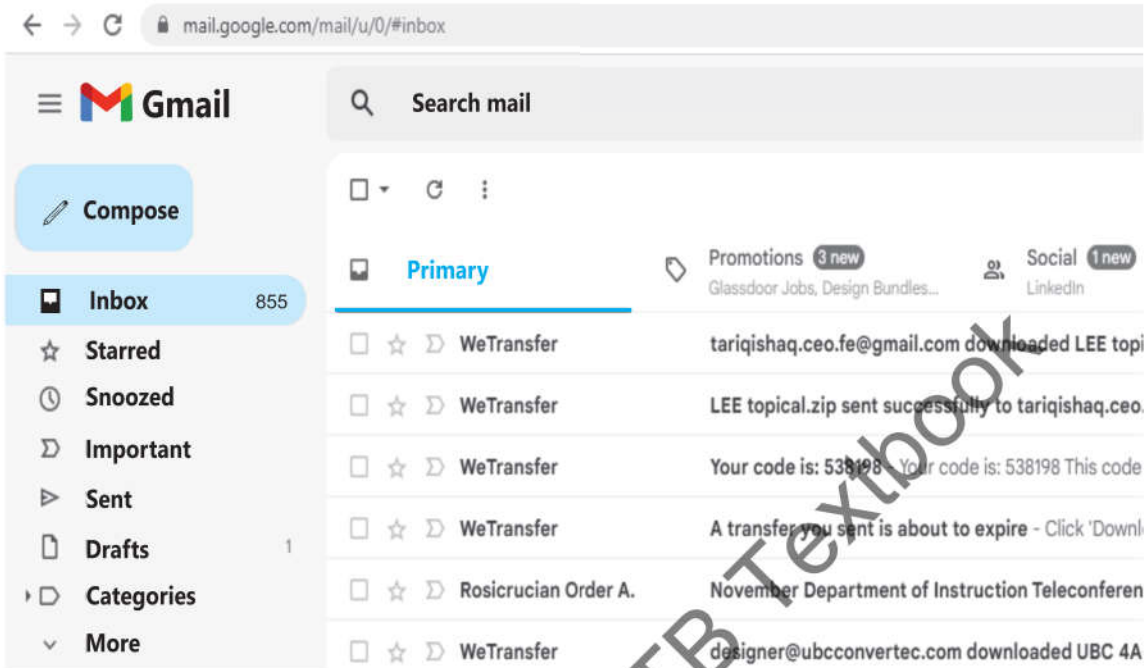 mail.google.com/mail/u/0/#inbox
Gmail
Search mail
Compose
Primary
Promotions 3 new
Glassdoor Jobs, Design Bundles...
Social 1 new
LinkedIn
Inbox 855
Starred
Snoozed
Important
Sent
Drafts 1
Categories
More
WeTransfer tariqishaq.ceo.fe@gmail.com downloaded LEE topi
WeTransfer LEE topical.zip sent successfully to tariqishaq.ceo.
WeTransfer Your code is: 538198 - Your code is: 538198 This code
WeTransfer A transfer you sent is about to expire - Click 'Downl
Rosicrucian Order A. November Department of Instruction Teleconferen
WeTransfer designer@ubcconvertec.com downloaded UBC 4A
TB Textbook